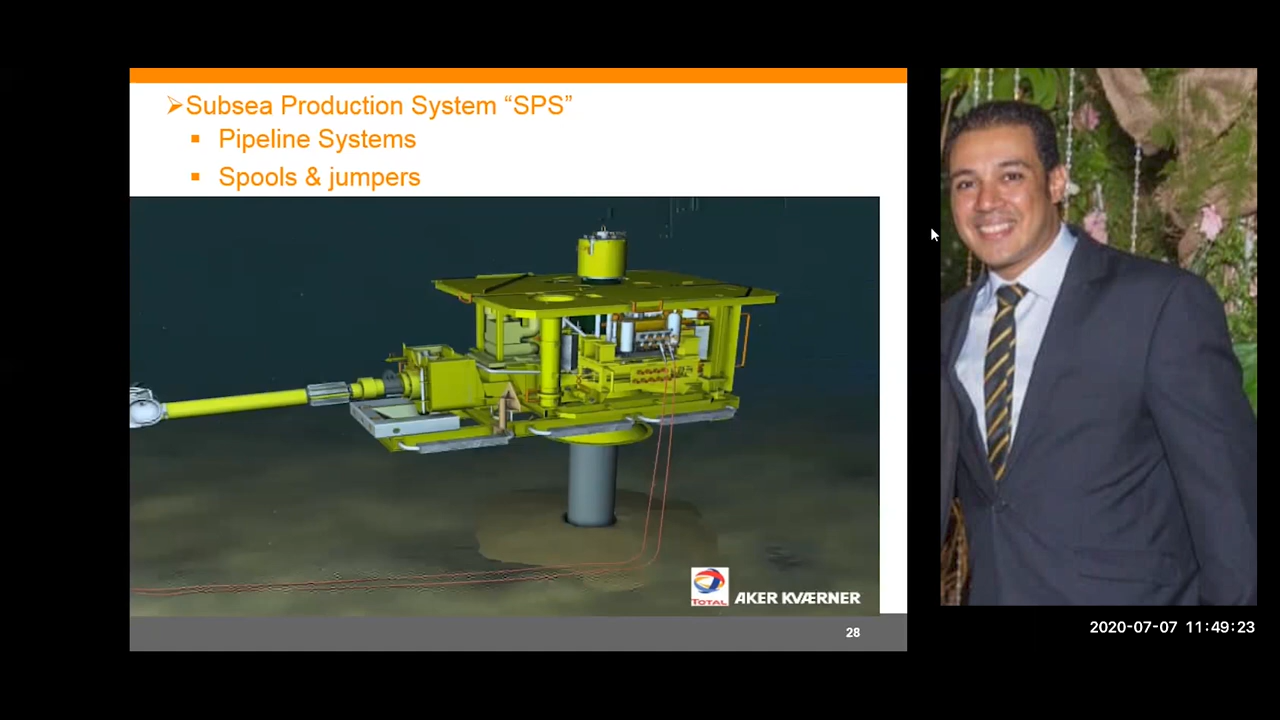 ➢Subsea Production System “SPS”
▪ Pipeline Systems
▪ Spools & jumpers
TOTAL
AKER KVÆRNER
28
2020-07-07 11:49:23